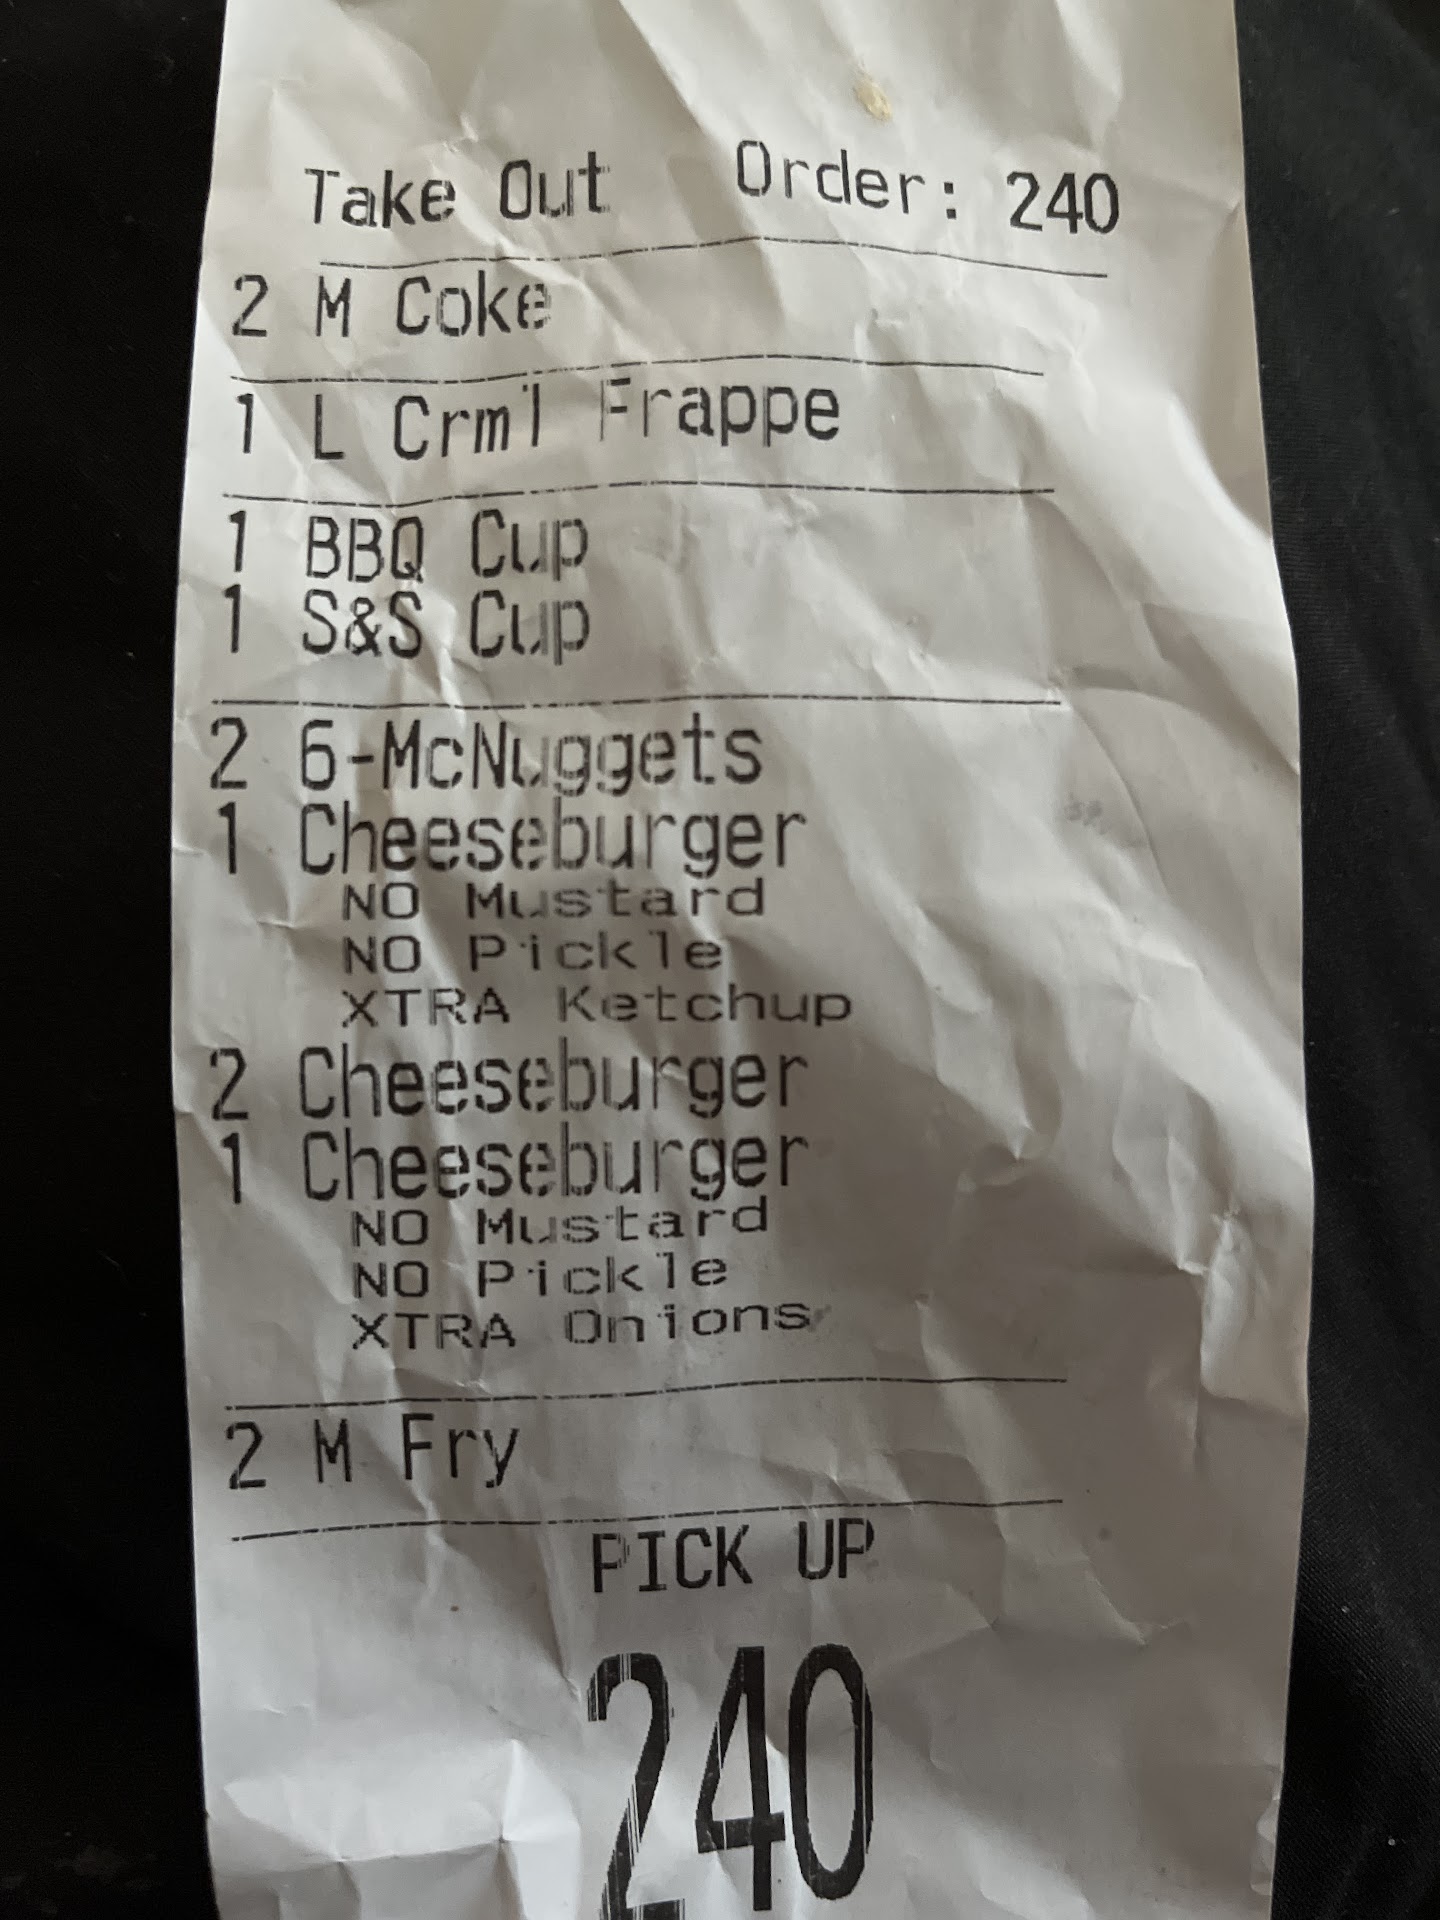 Take Out Order: 240
2 M Coke
1 L Crml Frappe
1 BBQ Cup
1 S&S Cup
2 6-McNuggets
1 Cheeseburger
NO Mustard
NO Pickle
XTRA Ketchup
2 Cheeseburger
1 Cheeseburger
NO Mustard
NO Pickle
XTRA Onions
2 M Fry
PICK UP
240